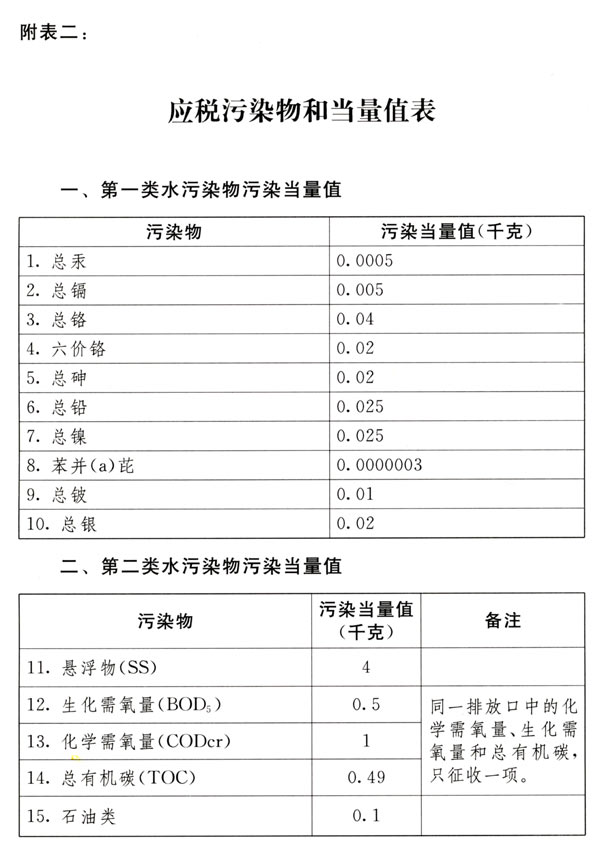 附表二：
应税污染物和当量值表
一、第一类水污染物污染当量值
污染物 污染当量值(千克)
1. 总汞 0.0005
2. 总镉 0.005
3. 总铬 0.04
4. 六价铬 0.02
5. 总砷 0.02
6. 总铅 0.025
7. 总镍 0.025
8. 苯并(a)芘 0.0000003
9. 总铍 0.01
10. 总银 0.02
二、第二类水污染物污染当量值
污染物 污染当量值(千克) 备注
11. 悬浮物(SS) 4
12. 生化需氧量(BOD₅) 0.5
13. 化学需氧量(CODcr) 1
14. 总有机碳(TOC) 0.49
同一排放口中的化
学需氧量、生化需
氧量和总有机碳，
只征收一项。
15. 石油类 0.1